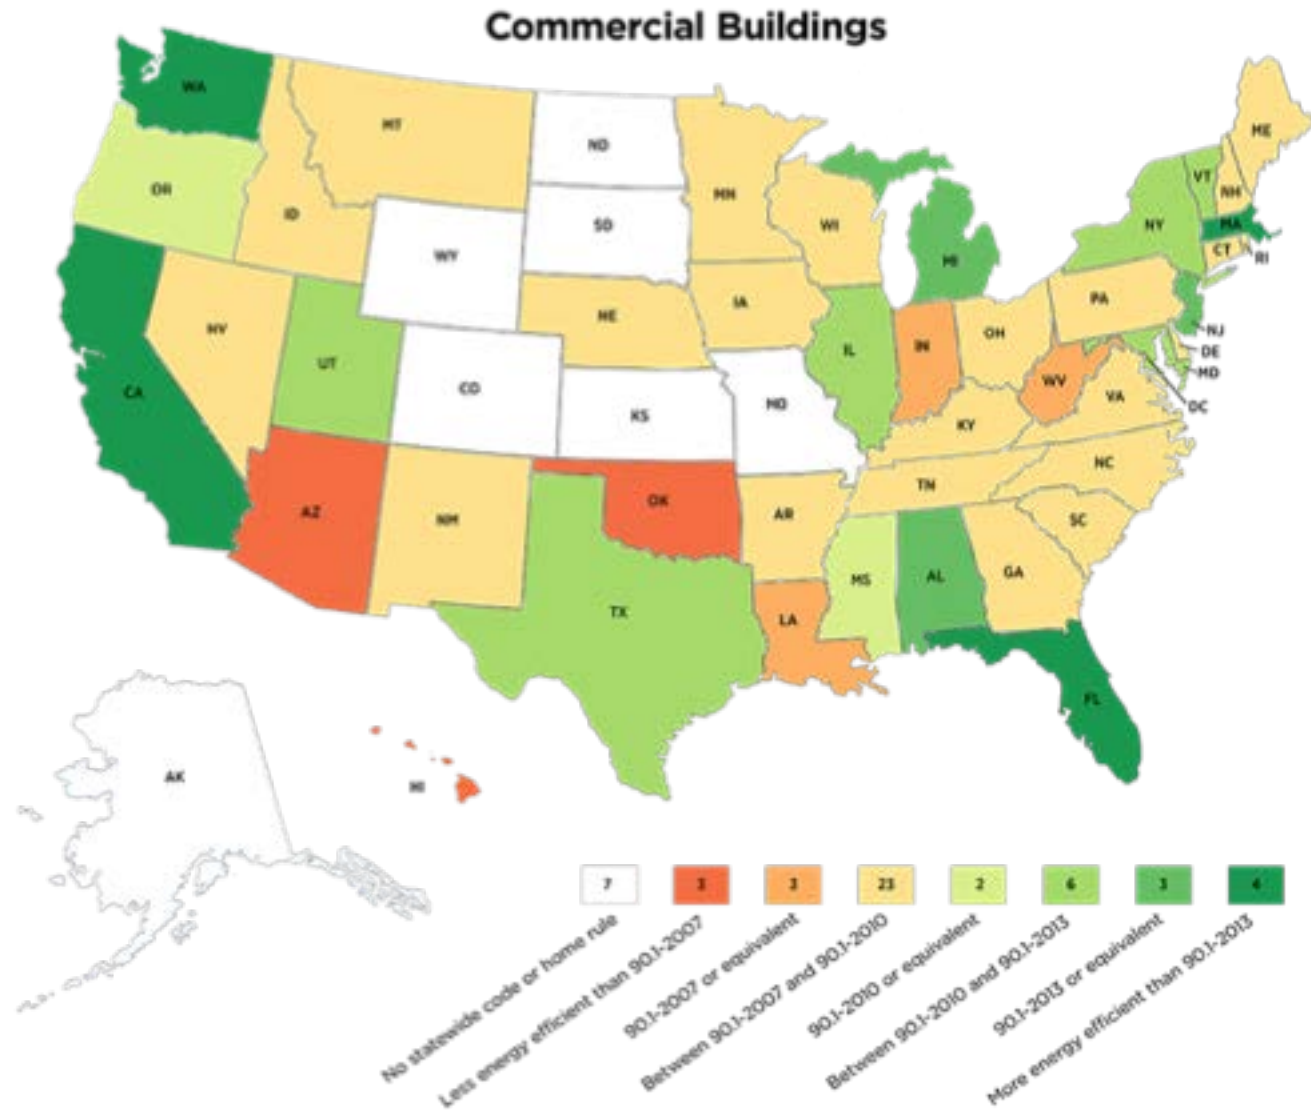 Commercial Buildings
WA
MT
ND
MN
ME
OR
ID
SD
WI
VT
NH
NY
MA
WY
MI
CT
RI
NV
UT
NE
IA
PA
NJ
CA
CO
KS
MO
IL
IN
OH
DE
MD
WV
VA
DC
KY
AZ
NM
OK
AR
TN
NC
SC
TX
LA
MS
AL
GA
FL
AK
HI
7
3
3
23
2
6
3
4
No statewide code or home rule
Less energy efficient than 90.1-2007
90.1-2007 or equivalent
Between 90.1-2007 and 90.1-2010
90.1-2010 or equivalent
Between 90.1-2010 and 90.1-2013
90.1-2013 or equivalent
More energy efficient than 90.1-2013